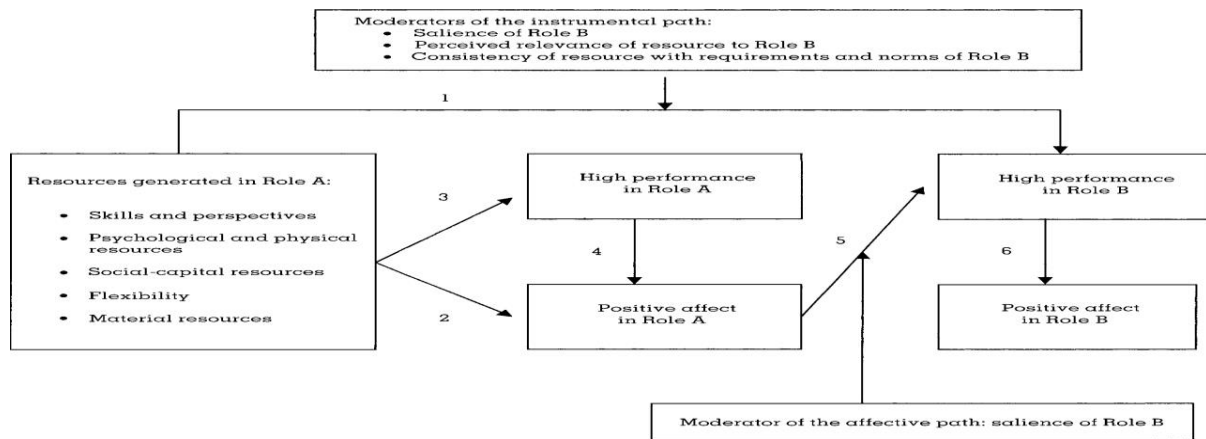 Moderators of the instrumental path:
• Salience of Role B
• Perceived relevance of resource to Role B
• Consistency of resource with requirements and norms of Role B
1
Resources generated in Role A:
• Skills and perspectives
• Psychological and physical
resources
• Social-capital resources
• Flexibility
• Material resources
3
2
High performance
in Role A
4
Positive affect
in Role A
5
High performance
in Role B
6
Positive affect
in Role B
Moderator of the affective path: salience of Role B